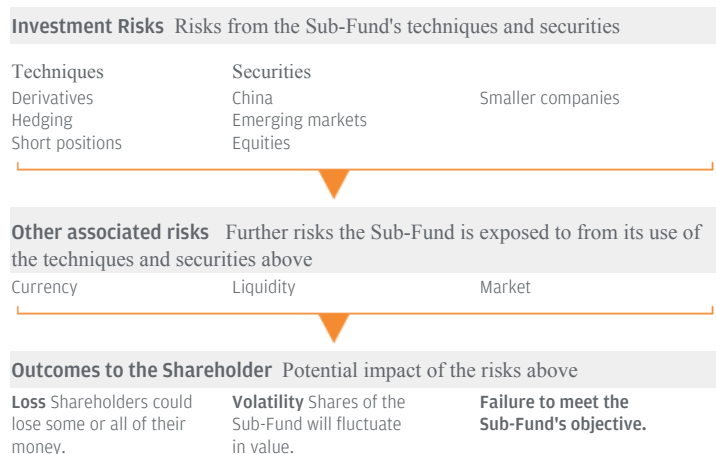 Investment Risks Risks from the Sub-Fund's techniques and securities
Techniques Securities
Derivatives China Smaller companies
Hedging Emerging markets
Short positions Equities
Other associated risks Further risks the Sub-Fund is exposed to from its use of
the techniques and securities above
Currency Liquidity Market
Outcomes to the Shareholder Potential impact of the risks above
Loss Shareholders could
lose some or all of their
money.
Volatility Shares of the
Sub-Fund will fluctuate
in value.
Failure to meet the
Sub-Fund's objective.